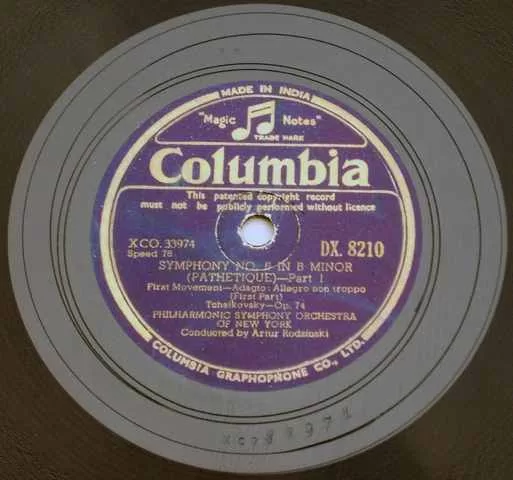 MADE IN INDIA
"Magic Notes"
TRADE MARK
Columbia
This patented copyright record
must not be publicly performed without licence
XCO. 33974
Speed 78
DX. 8210
SYMPHONY NO. 6 IN B MINOR
(PATHETIQUE)—Part 1
First Movement—Adagio: Allegro non troppo
(First Part)
Tchaikovsky—Op. 74
PHILHARMONIC SYMPHONY ORCHESTRA
OF NEW YORK
Conducted by Artur Rodzinski
COLUMBIA GRAPHOPHONE CO., LTD.